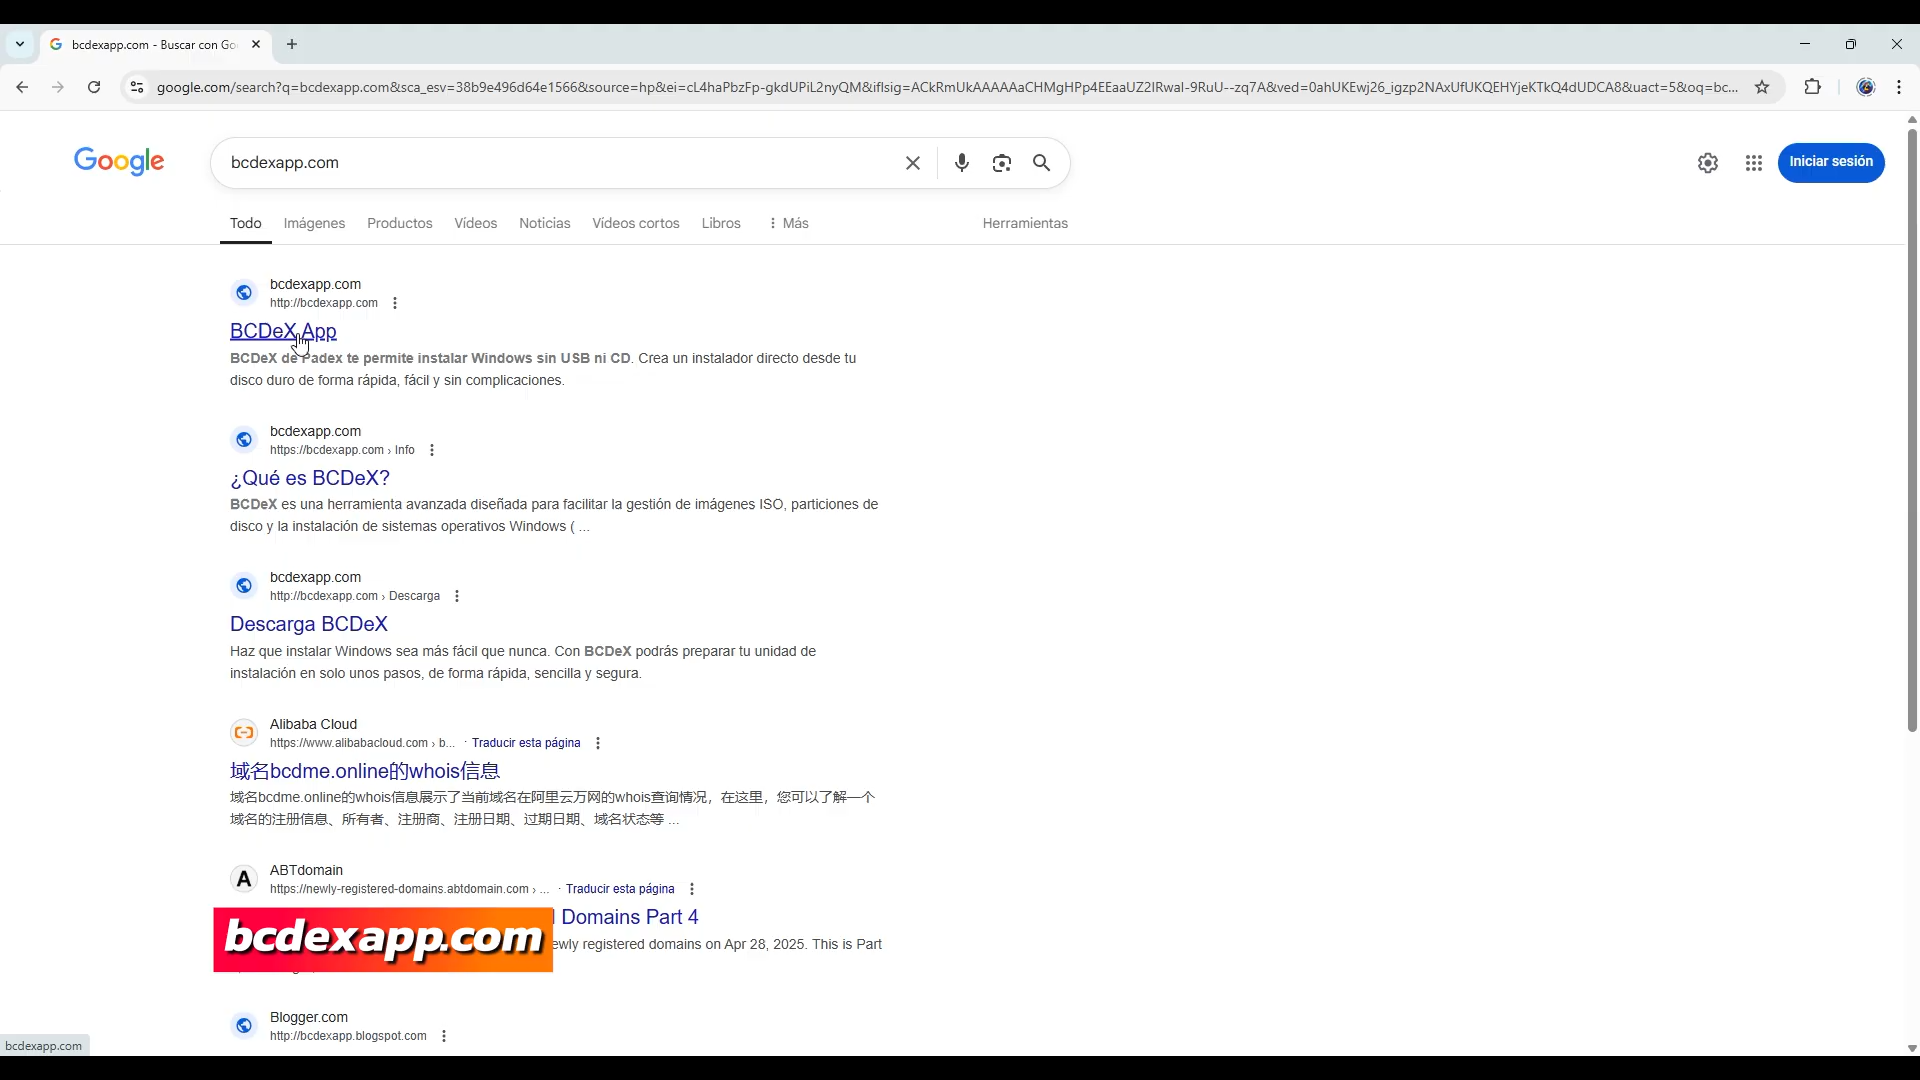 bcdexapp.com - Buscar con Go
google.com/search?q=bcdexapp.com&sca_esv=38b9e496d64e1566&source=hp&ei=cL4haPbzFp-gkdUPiL2nyQM&iflsig=ACkRmUkAAAAAaCHMgHPp4EEaaUZ2IRwaI-9RuU--zq7A&ved=0ahUKEwj26_igzp2NAxUfUKQEHYjeKTkQ4dUDCA8&uact=5&oq=bc...
Google
bcdexapp.com
Iniciar sesión
Todo Imágenes Productos Vídeos Noticias Vídeos cortos Libros Más Herramientas
bcdexapp.com
http://bcdexapp.com
BCDeX App
BCDeX de Padex te permite instalar Windows sin USB ni CD. Crea un instalador directo desde tu
disco duro de forma rápida, fácil y sin complicaciones.
bcdexapp.com
https://bcdexapp.com › Info
¿Qué es BCDeX?
BCDeX es una herramienta avanzada diseñada para facilitar la gestión de imágenes ISO, particiones de
disco y la instalación de sistemas operativos Windows ( ...
bcdexapp.com
http://bcdexapp.com › Descarga
Descarga BCDeX
Haz que instalar Windows sea más fácil que nunca. Con BCDeX podrás preparar tu unidad de
instalación en solo unos pasos, de forma rápida, sencilla y segura.
Alibaba Cloud
https://www.alibabacloud.com › b... · Traducir esta página
域名bcdme.online的whois信息
域名bcdme.online的whois信息展示了当前域名在阿里云万网的whois查询情况，在这里，您可以了解一个
域名的注册信息、所有者、注册商、注册日期、过期日期、域名状态等 ...
A ABTdomain
https://newly-registered-domains.abtdomain.com › ... · Traducir esta página
Domains Part 4
newly registered domains on Apr 28, 2025. This is Part
bcdexapp.com
Blogger.com
http://bcdexapp.blogspot.com
bcdexapp.com